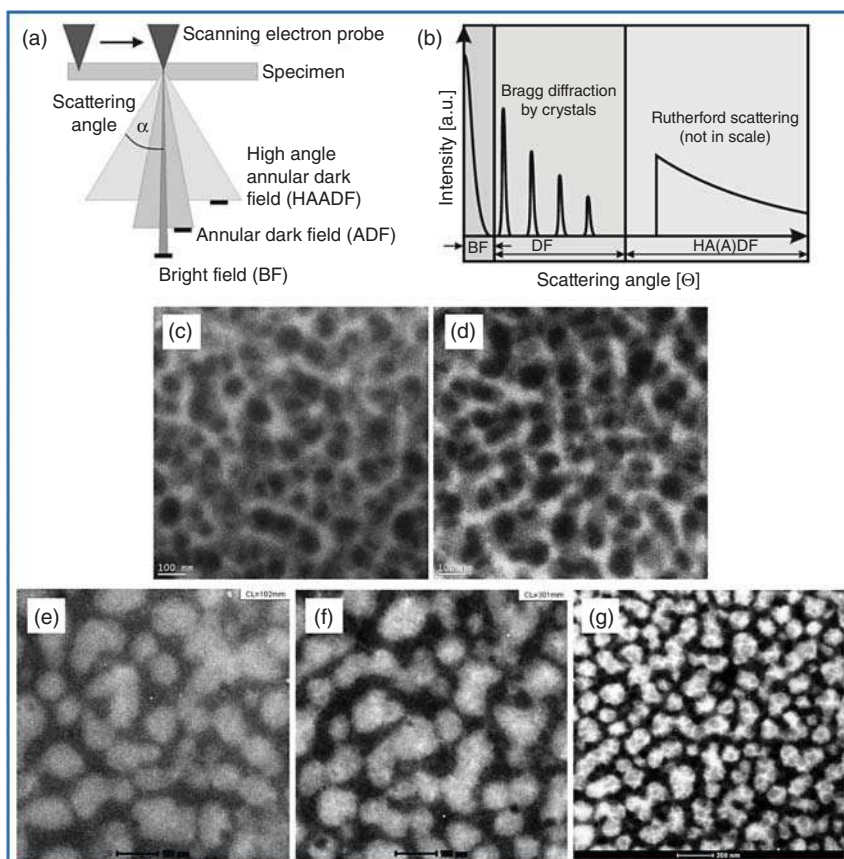 (a)
Scanning electron probe
Specimen
Scattering
angle
α
High angle
annular dark
field (HAADF)
Annular dark field (ADF)
Bright field (BF)
(b)
Intensity [a.u.]
Bragg diffraction
by crystals
Rutherford scattering
(not in scale)
BF
DF
HA(A)DF
Scattering angle [Θ]
(c)
100 nm
(d)
100 nm
(e)
CL=102mm
(f)
CL=301mm
(g)
200 nm